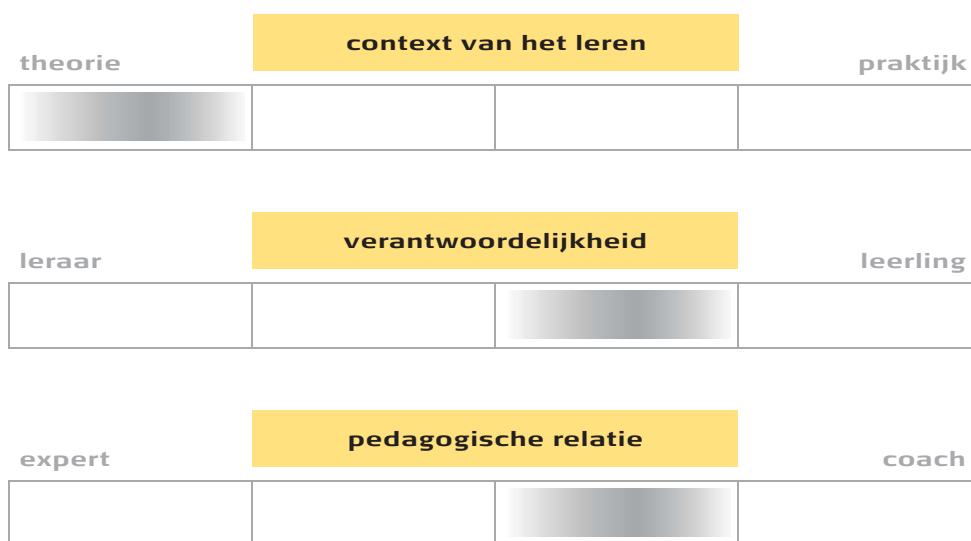 context van het leren
theorie praktijk
verantwoordelijkheid
leraar leerling
pedagogische relatie
expert coach